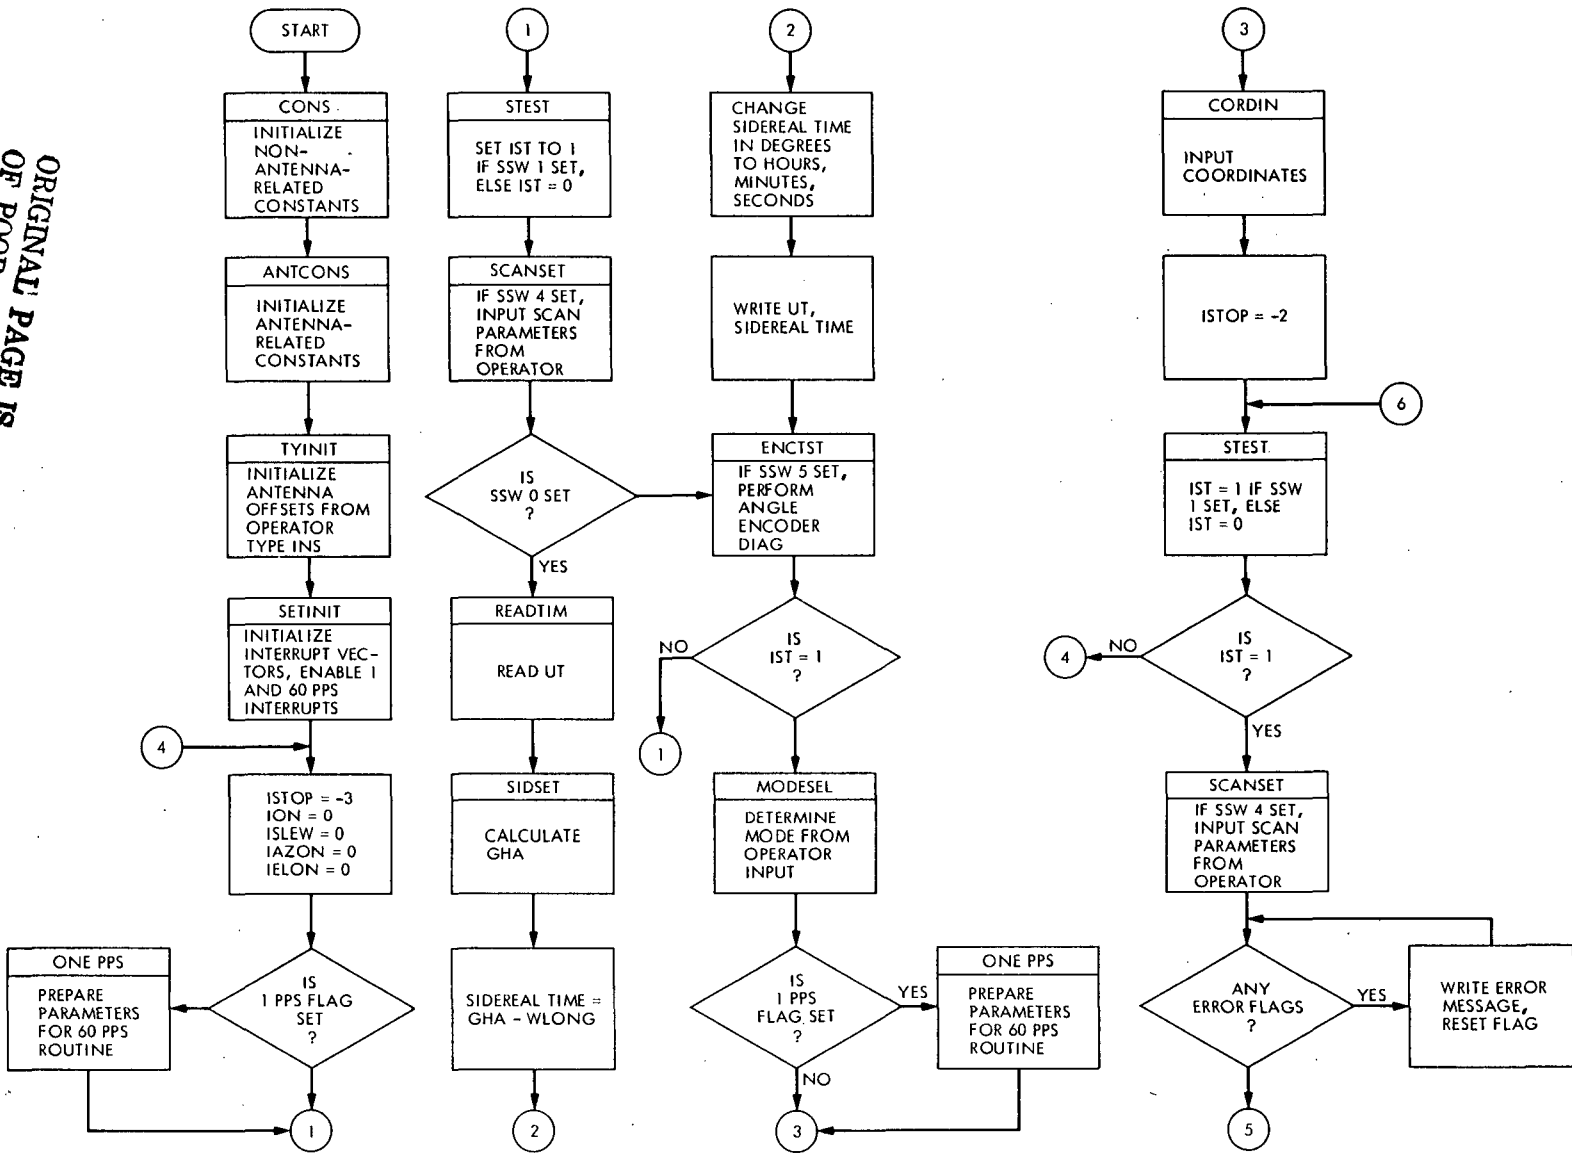 ORIGINAL PAGE IS
OF POOR
START
CONS
INITIALIZE
NON-
ANTENNA-
RELATED
CONSTANTS
ANTCONS
INITIALIZE
ANTENNA-
RELATED
CONSTANTS
TYINIT
INITIALIZE
ANTENNA
OFFSETS FROM
OPERATOR
TYPE INS
SETINIT
INITIALIZE
INTERRUPT VEC-
TORS, ENABLE 1
AND 60 PPS
INTERRUPTS
4
ISTOP = -3
ION = 0
ISLEW = 0
IAZON = 0
IELON = 0
IS
1 PPS FLAG
SET
?
ONE PPS
PREPARE
PARAMETERS
FOR 60 PPS
ROUTINE
1
1
STEST
SET IST TO 1
IF SSW 1 SET,
ELSE IST = 0
SCANSET
IF SSW 4 SET,
INPUT SCAN
PARAMETERS
FROM
OPERATOR
IS
SSW 0 SET
?
YES
READTIM
READ UT
SIDSET
CALCULATE
GHA
SIDEREAL TIME =
GHA - WLONG
2
2
CHANGE
SIDEREAL TIME
IN DEGREES
TO HOURS,
MINUTES,
SECONDS
WRITE UT,
SIDEREAL TIME
ENCTST
IF SSW 5 SET,
PERFORM
ANGLE
ENCODER
DIAG
IS
IST = 1
?
NO
1
MODESEL
DETERMINE
MODE FROM
OPERATOR
INPUT
IS
1 PPS
FLAG SET
?
YES
ONE PPS
PREPARE
PARAMETERS
FOR 60 PPS
ROUTINE
NO
3
3
CORDIN
INPUT
COORDINATES
ISTOP = -2
6
STEST
IST = 1 IF SSW
1 SET, ELSE
IST = 0
IS
IST = 1
?
NO
4
YES
SCANSET
IF SSW 4 SET,
INPUT SCAN
PARAMETERS
FROM
OPERATOR
ANY
ERROR FLAGS
?
YES
WRITE ERROR
MESSAGE,
RESET FLAG
5